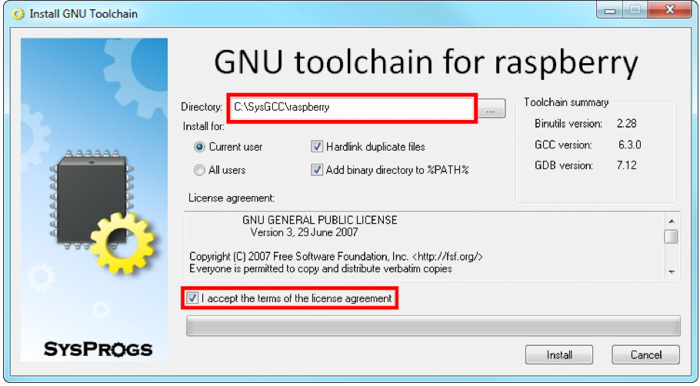 Install GNU Toolchain
GNU toolchain for raspberry
Directory: C:\SysGCC\raspberry ...
Install for:
Current user Hardlink duplicate files
All users Add binary directory to %PATH%
Toolchain summary
Binutils version: 2.28
GCC version: 6.3.0
GDB version: 7.12
License agreement:
GNU GENERAL PUBLIC LICENSE
Version 3, 29 June 2007
Copyright (C) 2007 Free Software Foundation, Inc. <http://fsf.org/>
Everyone is permitted to copy and distribute verbatim copies
I accept the terms of the license agreement
SYSPROGS
Install Cancel